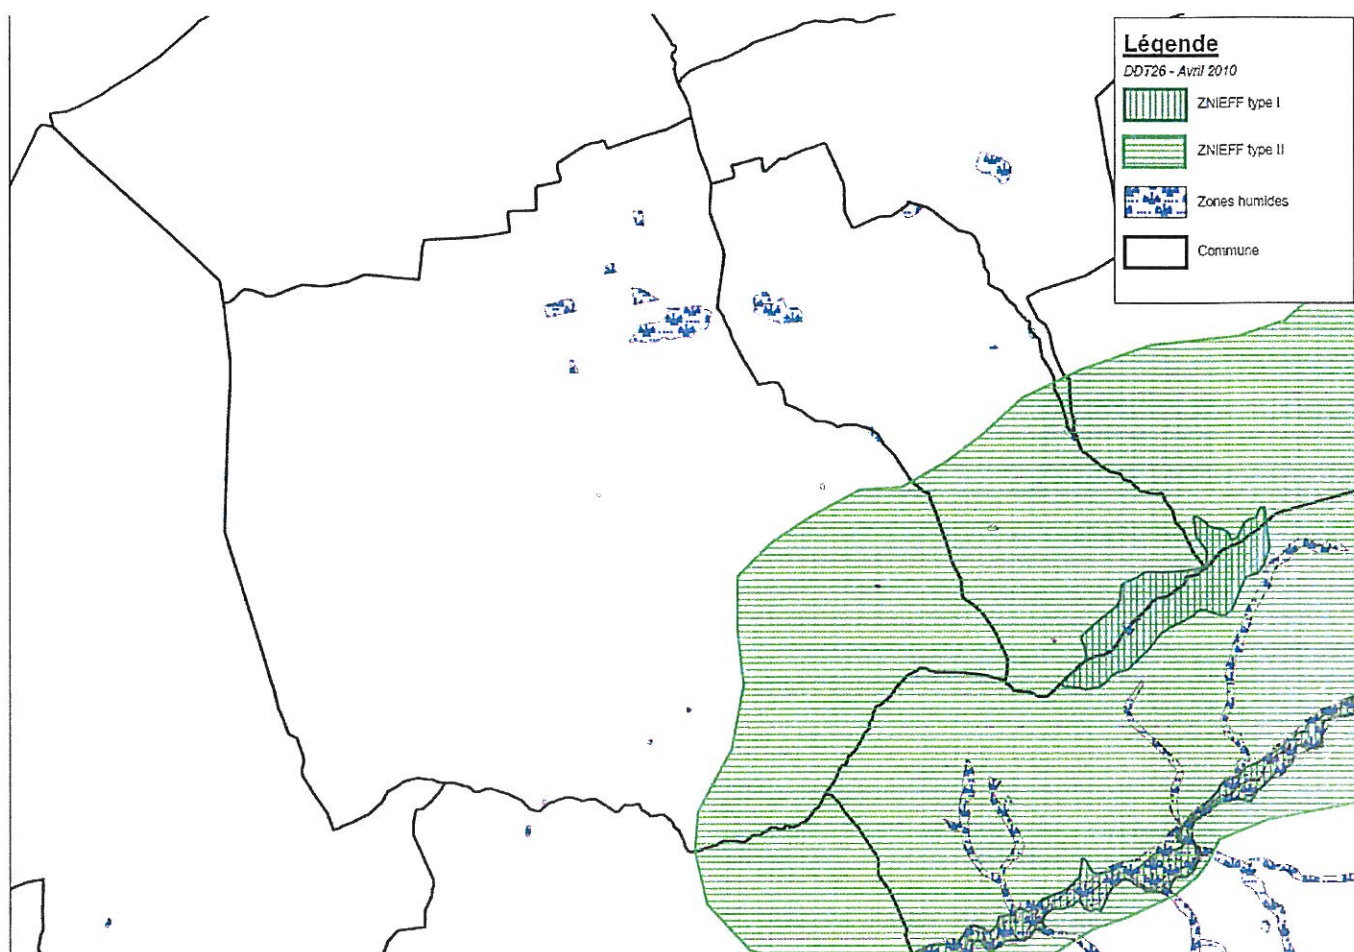 Légende
DDT26 - Avril 2010
ZNIEFF type I
ZNIEFF type II
Zones humides
Commune